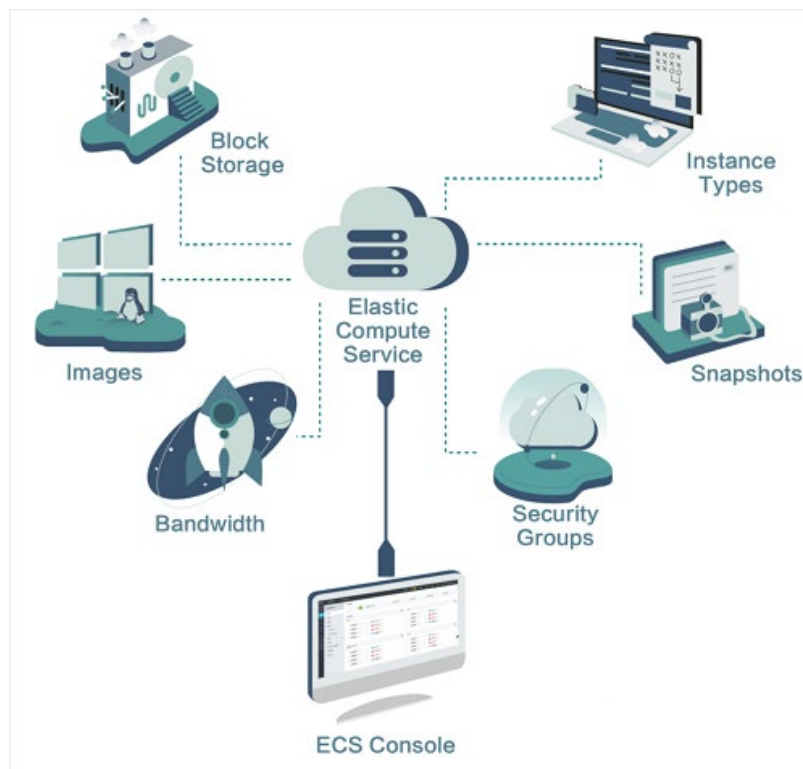 Block
Storage
Instance
Types
Elastic
Compute
Service
Images
Snapshots
Bandwidth
Security
Groups
ECS Console